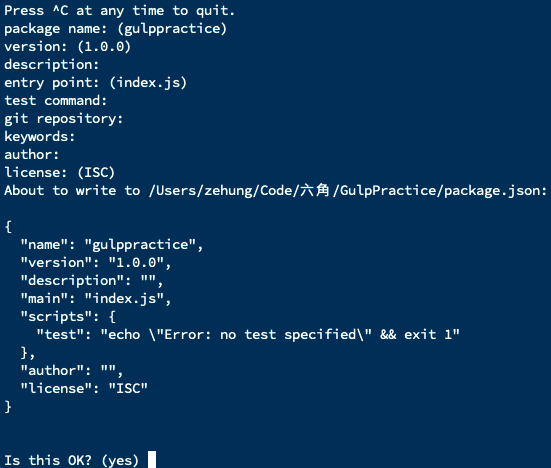 Press ^C at any time to quit.
package name: (gulppractice)
version: (1.0.0)
description:
entry point: (index.js)
test command:
git repository:
keywords:
author:
license: (ISC)
About to write to /Users/zehung/Code/六角/GulpPractice/package.json:
{
  "name": "gulppractice",
  "version": "1.0.0",
  "description": "",
  "main": "index.js",
  "scripts": {
    "test": "echo \"Error: no test specified\" && exit 1"
  },
  "author": "",
  "license": "ISC"
}
Is this OK? (yes)